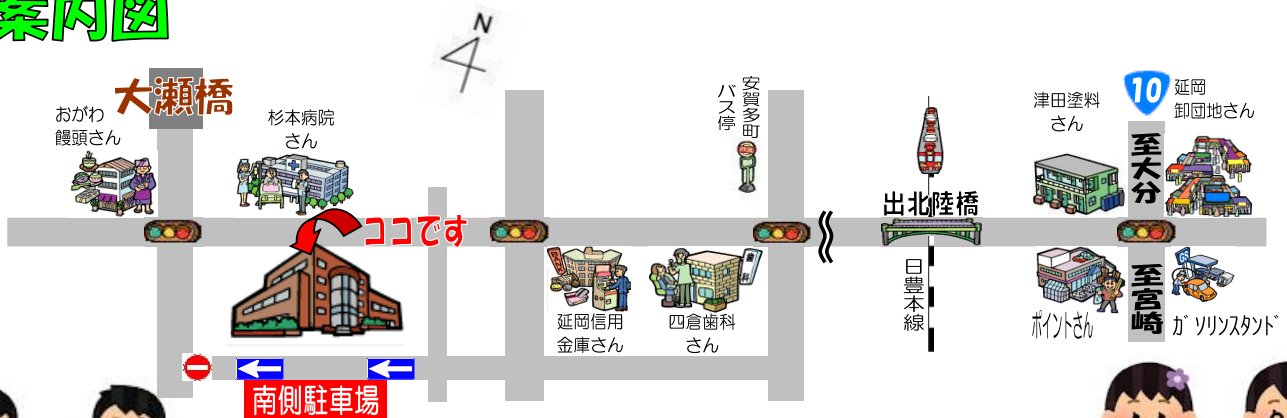 案内図
N
大瀬橋
おがわ
饅頭さん
杉本病院
さん
安賀多町
バス停
津田塗料
さん
10
延岡
卸団地さん
至大分
ココです
出北陸橋
BANK
歯科
GS
日豊本線
至宮崎
延岡信用
金庫さん
四倉歯科
さん
ポイントさん
ガソリンスタンド
南側駐車場